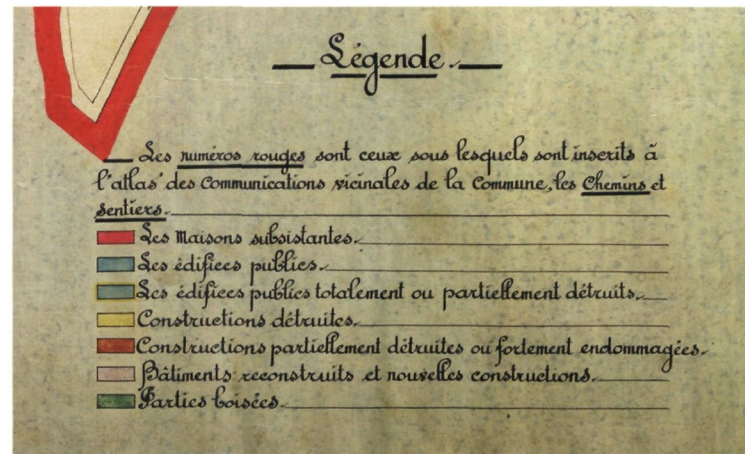 Légende.
Les numéros rouges sont ceux sous lesquels sont inscrits à
l'atlas des Communications vicinales de la Commune, les Chemins et
sentiers.
Les Maisons subsistantes.
Les édifices publics.
Les édifices publics totalement ou partiellement détruits.
Constructions détruites.
Constructions partiellement détruites ou fortement endommagées.
Bâtiments reconstruits et nouvelles constructions.
Parties boisées.